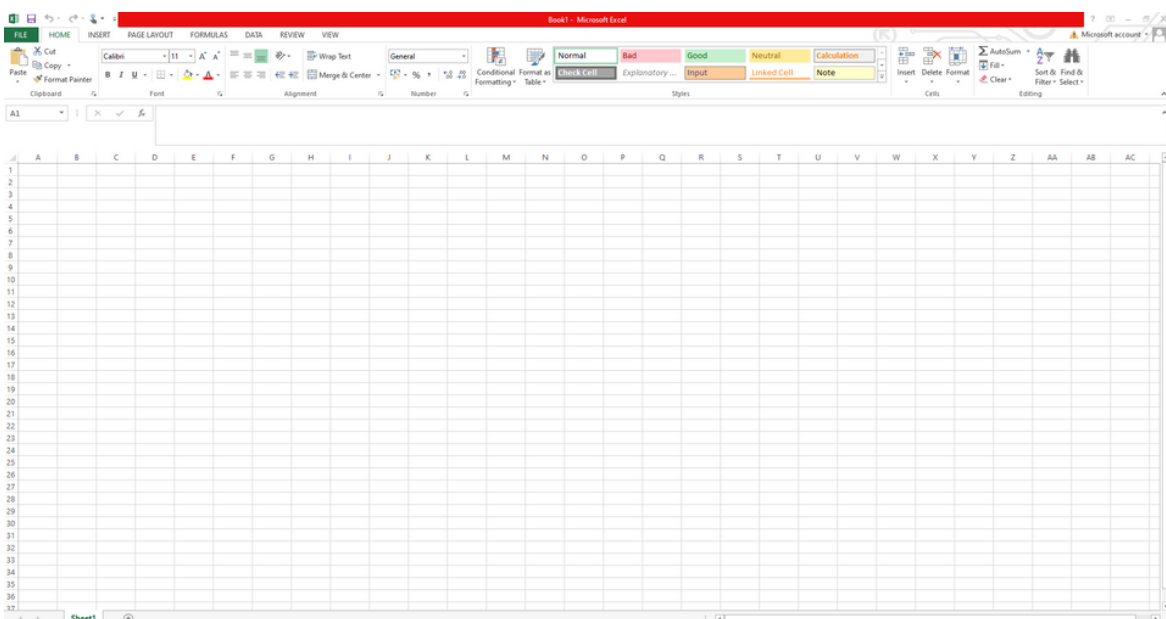 Book1 - Microsoft Excel
FILE HOME INSERT PAGE LAYOUT FORMULAS DATA REVIEW VIEW Microsoft account
Cut
Copy
Format Painter
Paste
Clipboard
Calibri 11
B I U
Font
Wrap Text
Merge & Center
Alignment
General
%
Number
Conditional Formatting
Format as Table
Normal Bad Good Neutral Calculation
Check Cell Explanatory ... Input Linked Cell Note
Styles
Insert Delete Format
Cells
AutoSum
Fill
Clear
Sort & Filter
Find & Select
Editing
A1 fx
A B C D E F G H I J K L M N O P Q R S T U V W X Y Z AA AB AC
1
2
3
4
5
6
7
8
9
10
11
12
13
14
15
16
17
18
19
20
21
22
23
24
25
26
27
28
29
30
31
32
33
34
35
36
37
Sheet1